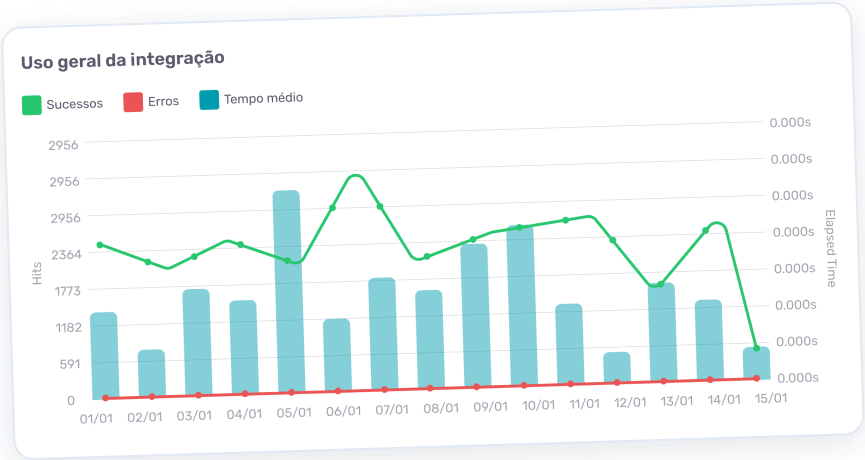 Uso geral da integração
Sucessos Erros Tempo médio
2956
2956
2956
2364
1773
1182
591
0
Hits
0.000s
0.000s
0.000s
0.000s
0.000s
0.000s
0.000s
0.000s
Elapsed Time
01/01 02/01 03/01 04/01 05/01 06/01 07/01 08/01 09/01 10/01 11/01 12/01 13/01 14/01 15/01